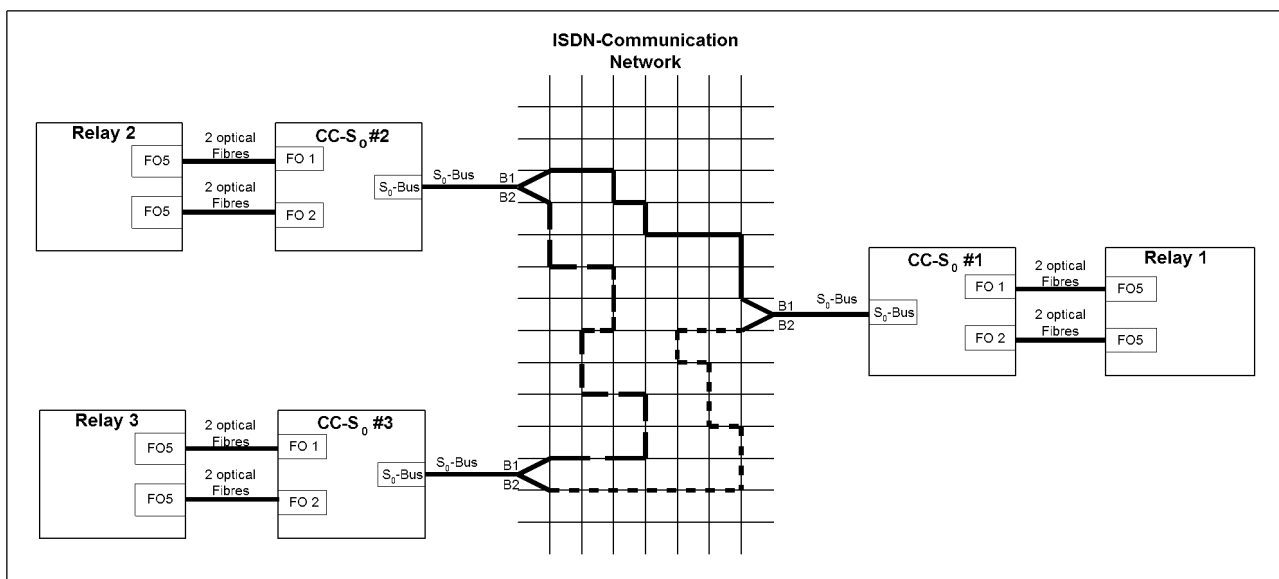 ISDN-Communication
Network
Relay 2
FO5
FO5
2 optical
Fibres
2 optical
Fibres
CC-S₀ #2
FO 1
FO 2
S₀-Bus
S₀-Bus
B1
B2
Relay 3
FO5
FO5
2 optical
Fibres
2 optical
Fibres
CC-S₀ #3
FO 1
FO 2
S₀-Bus
S₀-Bus
B1
B2
B1
B2
S₀-Bus
CC-S₀ #1
S₀-Bus
FO 1
FO 2
2 optical
Fibres
2 optical
Fibres
Relay 1
FO5
FO5